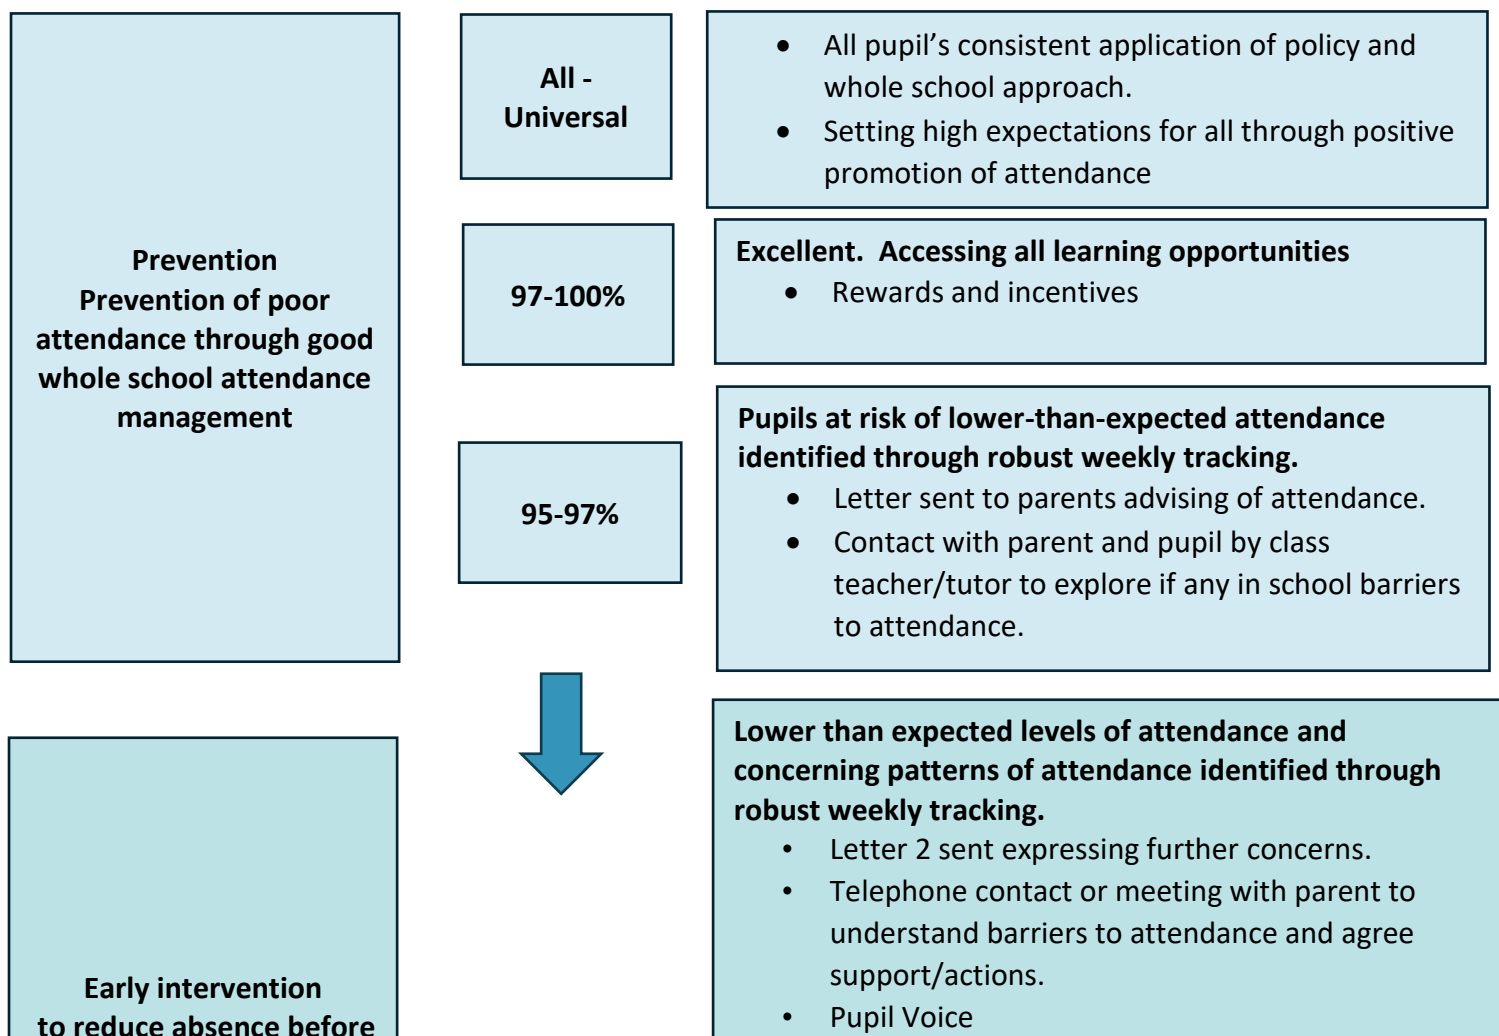 Prevention
Prevention of poor
attendance through good
whole school attendance
management
All -
Universal
• All pupil’s consistent application of policy and
whole school approach.
• Setting high expectations for all through positive
promotion of attendance
97-100%
Excellent.  Accessing all learning opportunities
• Rewards and incentives
95-97%
Pupils at risk of lower-than-expected attendance
identified through robust weekly tracking.
• Letter sent to parents advising of attendance.
• Contact with parent and pupil by class
teacher/tutor to explore if any in school barriers
to attendance.
Early intervention
to reduce absence before
Lower than expected levels of attendance and
concerning patterns of attendance identified through
robust weekly tracking.
• Letter 2 sent expressing further concerns.
• Telephone contact or meeting with parent to
understand barriers to attendance and agree
support/actions.
• Pupil Voice